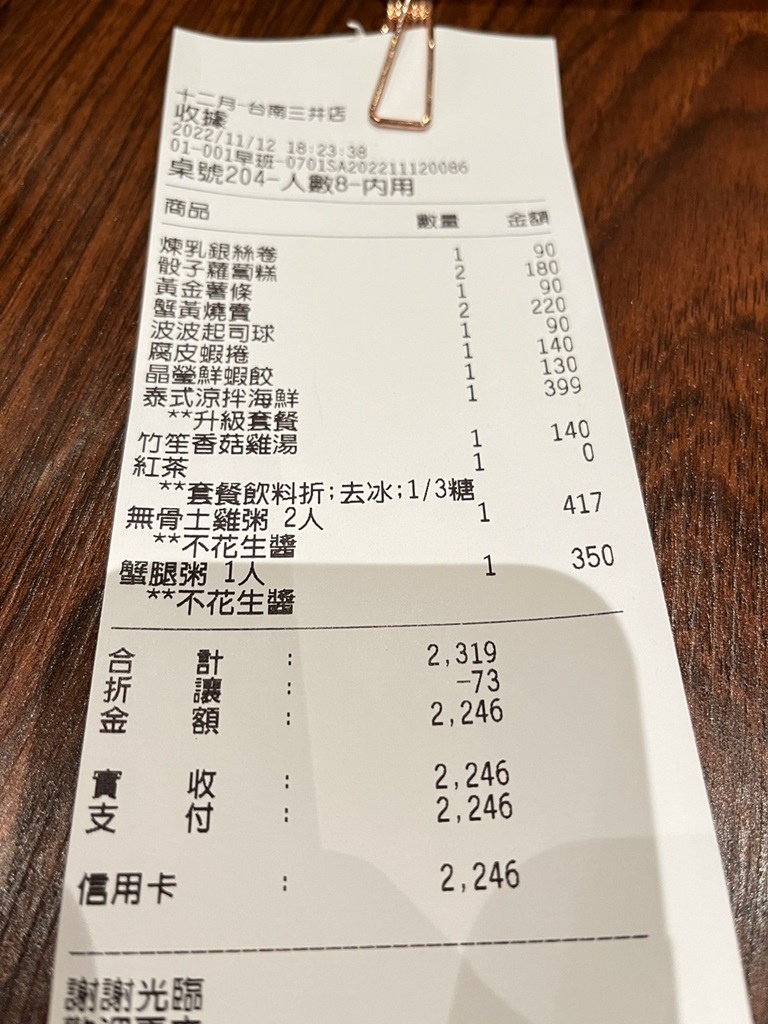 十二月-台南三井店
收據
2022/11/12 18:23:38
01-001早班-0701SA202211120086
桌號204-人數8-內用
商品 數量 金額
煉乳銀絲卷 1 90
骰子蘿蔔糕 2 180
黃金薯條 1 90
蟹黃燒賣 2 220
波波起司球 1 90
腐皮蝦捲 1 140
晶瑩鮮蝦餃 1 130
泰式涼拌海鮮 1 399
**升級套餐
竹笙香菇雞湯 1 140
紅茶 1 0
**套餐飲料折;去冰;1/3糖
無骨土雞粥 2人 1 417
**不花生醬
蟹腿粥 1人 1 350
**不花生醬
合計 : 2,319
折讓 : -73
金額 : 2,246
實收 : 2,246
支付 : 2,246
信用卡 : 2,246
謝謝光臨